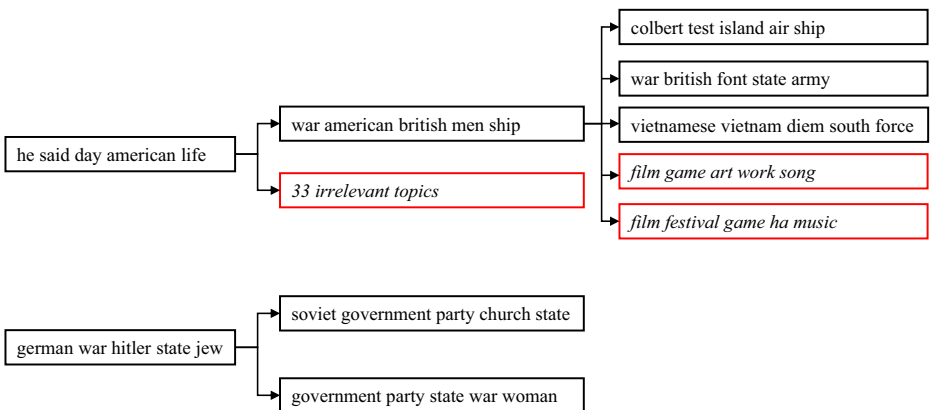 he said day american life
war american british men ship
33 irrelevant topics
colbert test island air ship
war british font state army
vietnamese vietnam diem south force
film game art work song
film festival game ha music
german war hitler state jew
soviet government party church state
government party state war woman